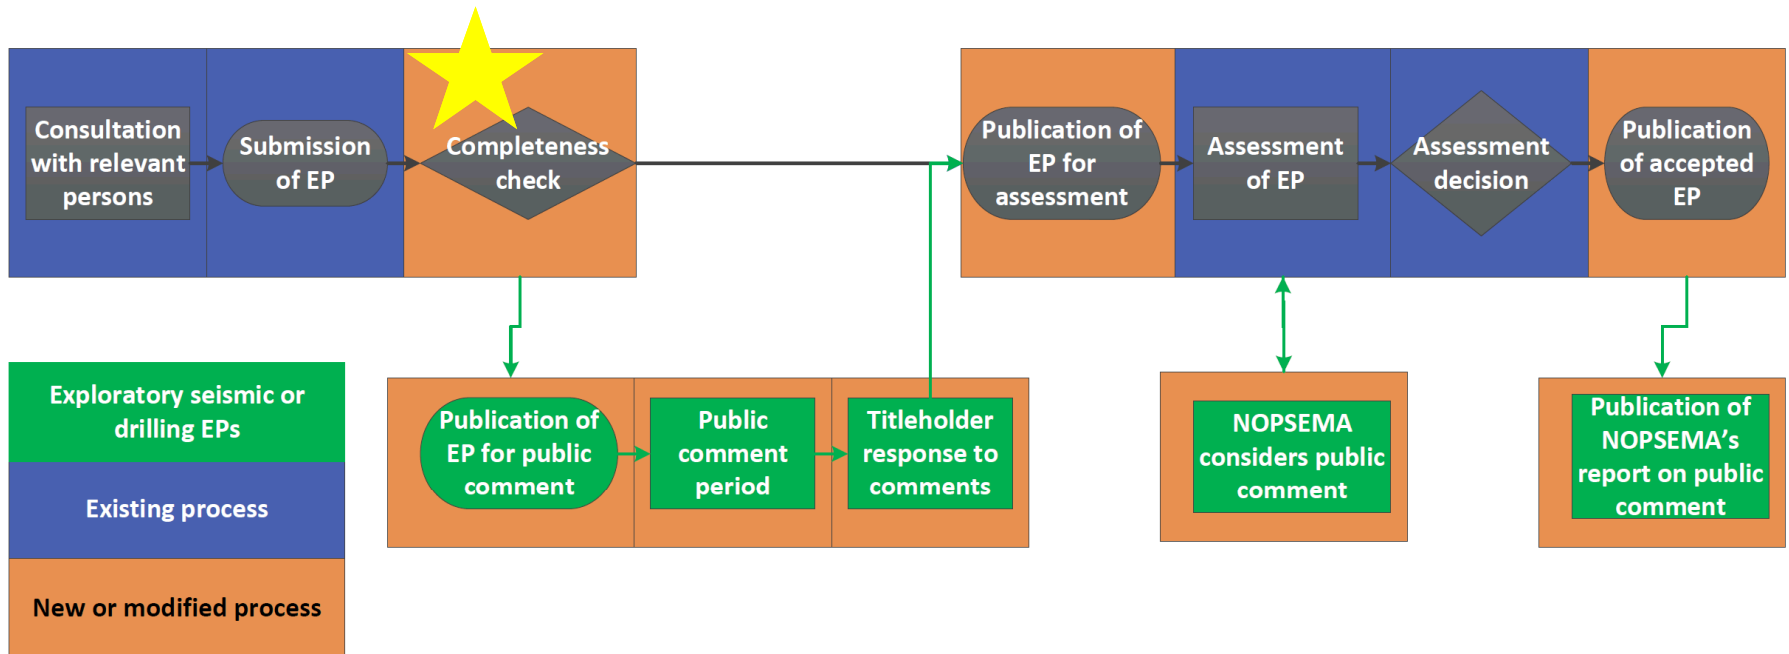 Consultation
with relevant
persons
Submission
of EP
Completeness
check
Publication of
EP for
assessment
Assessment
of EP
Assessment
decision
Publication
of accepted
EP
Exploratory seismic or
drilling EPs
Existing process
New or modified process
Publication of
EP for public
comment
Public
comment
period
Titleholder
response to
comments
NOPSEMA
considers public
comment
Publication of
NOPSEMA's
report on public
comment